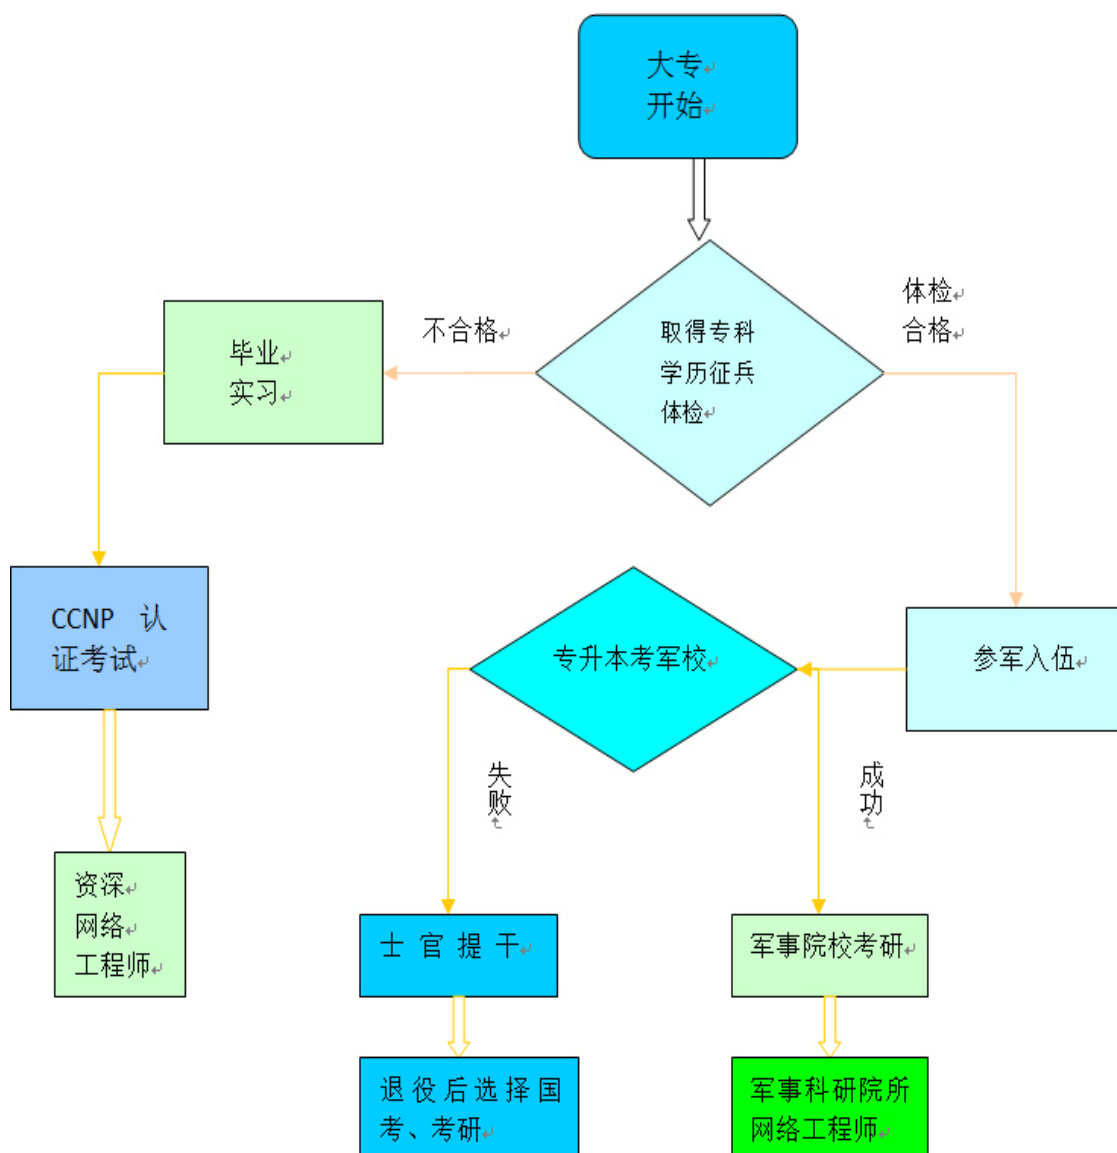 大专
开始
体检
合格
不合格
毕业
实习
取得专科
学历征兵
体检
CCNP 认
证考试
专升本考军校
参军入伍
失
败
成
功
资深
网络
工程师
士官提干
军事院校考研
退役后选择国
考、考研
军事科研院所
网络工程师